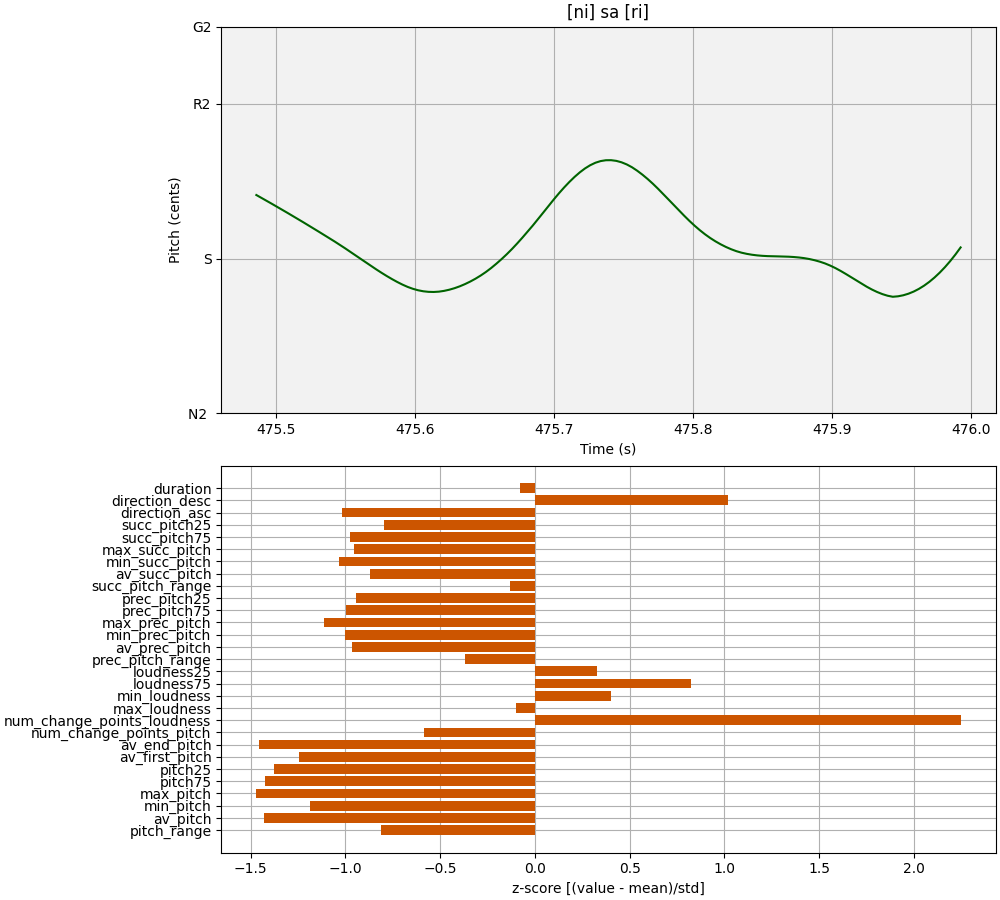 [ni] sa [ri]
G2
R2
S
N2
Pitch (cents)
475.5 475.6 475.7 475.8 475.9 476.0
Time (s)
duration
direction_desc
direction_asc
succ_pitch25
succ_pitch75
max_succ_pitch
min_succ_pitch
av_succ_pitch
succ_pitch_range
prec_pitch25
prec_pitch75
max_prec_pitch
min_prec_pitch
av_prec_pitch
prec_pitch_range
loudness25
loudness75
min_loudness
max_loudness
num_change_points_loudness
num_change_points_pitch
av_end_pitch
av_first_pitch
pitch25
pitch75
max_pitch
min_pitch
av_pitch
pitch_range
−1.5 −1.0 −0.5 0.0 0.5 1.0 1.5 2.0
z-score [(value - mean)/std]